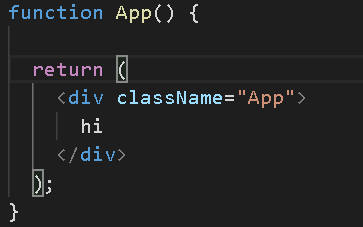 function App() {
  return (
    <div className="App">
      hi
    </div>
  );
}